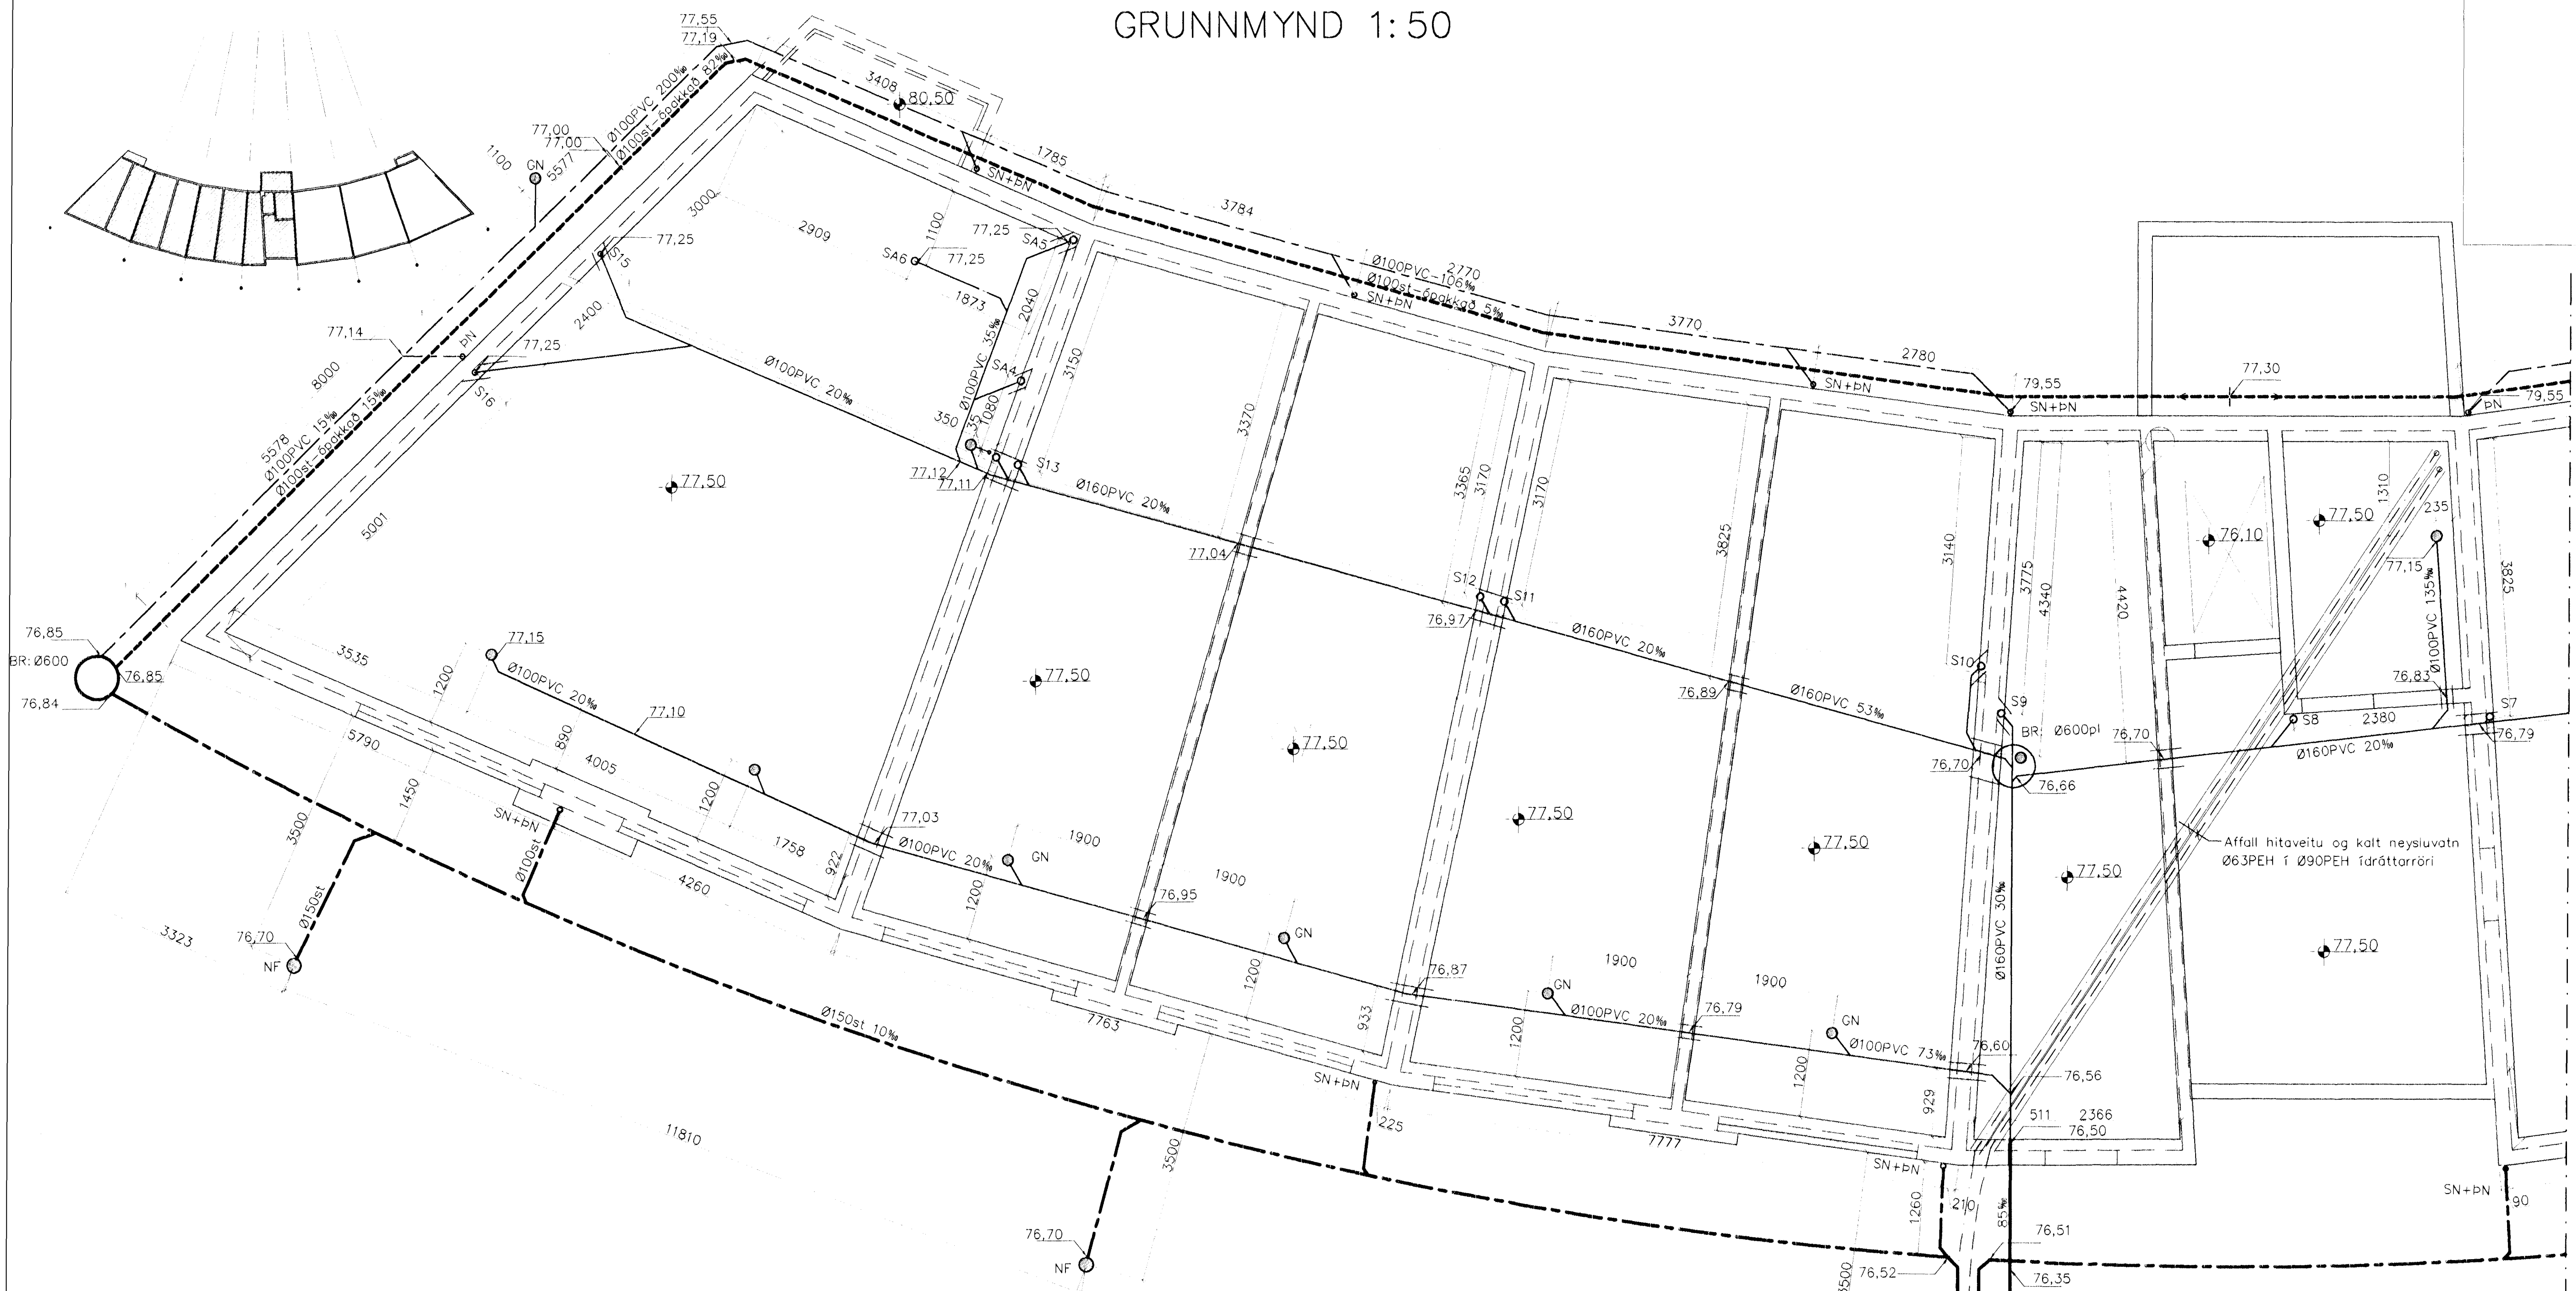 GRUNNMYND 1:50
77,55
77,19
Ø100PVC 200‰
Ø100st-ópakkað 82‰
3408
80,50
77,00
77,00
1100
GN
5577
1785
SN+ÞN
3784
3000
2909
1100
77,25
SA5
77,25
S15
SA6
77,25
2770
Ø100PVC-106‰
Ø100st-ópakkað 5‰
SN+ÞN
1873
2040
2400
3770
2780
77,14
ÞN
77,25
8000
S16
Ø100PVC 20‰
Ø100PVC 35‰
SA4
3150
SN+ÞN
79,55
SN+ÞN
77,30
79,55
ÞN
350
35
1080
3370
5578
Ø100PVC 15‰
Ø100st-ópakkað 15‰
77,12
77,11
S13
Ø160PVC 20‰
77,50
3365
3170
3170
3825
3140
3775
4340
4420
76,10
77,50
1310
235
77,15
Ø100PVC 135‰
3825
5001
77,04
S12
S11
76,97
Ø160PVC 20‰
76,85
BR: Ø600
76,85
76,84
3535
77,15
1200
Ø100PVC 20‰
77,10
77,50
S10
76,89
Ø160PVC 53‰
S9
BR: Ø600pl
76,70
76,66
76,70
76,83
S8
2380
S7
76,79
Ø160PVC 20‰
5790
890
4005
1450
1200
77,50
3500
SN+ÞN
Ø100st
1758
922
77,03
Ø100PVC 20‰
GN
1900
77,50
77,50
77,50
Affall hitaveitu og kalt neysluvatn
Ø63PEH í Ø90PEH ídráttarröri
4260
1200
1900
76,95
GN
3323
Ø150st
76,70
NF
77,50
Ø160PVC 30‰
1200
76,87
1900
GN
1900
Ø150st 10‰
7763
933
1200
Ø100PVC 20‰
76,79
GN
Ø100PVC 73‰
76,60
1200
76,56
SN+ÞN
225
929
511
2366
76,50
11810
3500
7777
SN+ÞN
SN+ÞN
1260
210
85‰
90
76,70
NF
76,51
76,52
76,35
3500